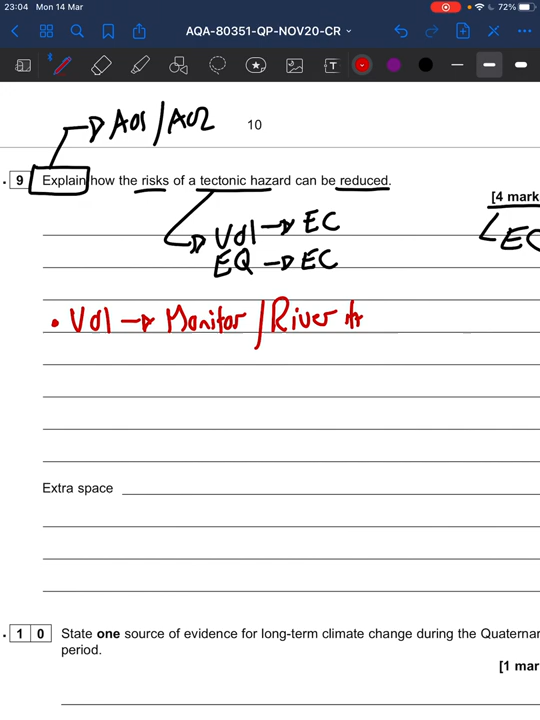 23:04 Mon 14 Mar 72%
AQA-80351-QP-NOV20-CR
T
→ AO1/AO2
10
. 9 Explain how the risks of a tectonic hazard can be reduced.
[4 mark
→ Vol → EC
EC
EQ → EC
• Vol → Monitor / River
Extra space
. 1 0 State one source of evidence for long-term climate change during the Quaternar
period.
[1 mar